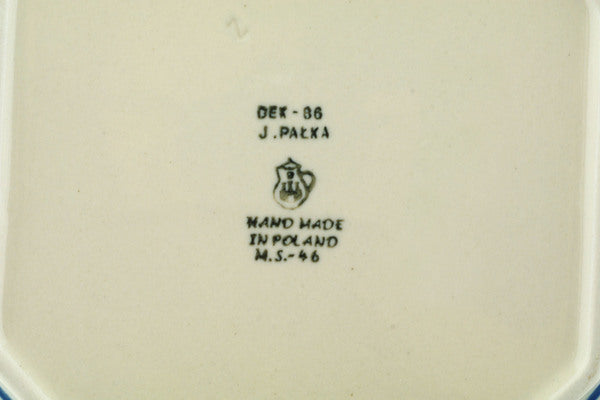 DEK - 86
J. PAŁKA
HAND MADE
IN POLAND
M.S.-46